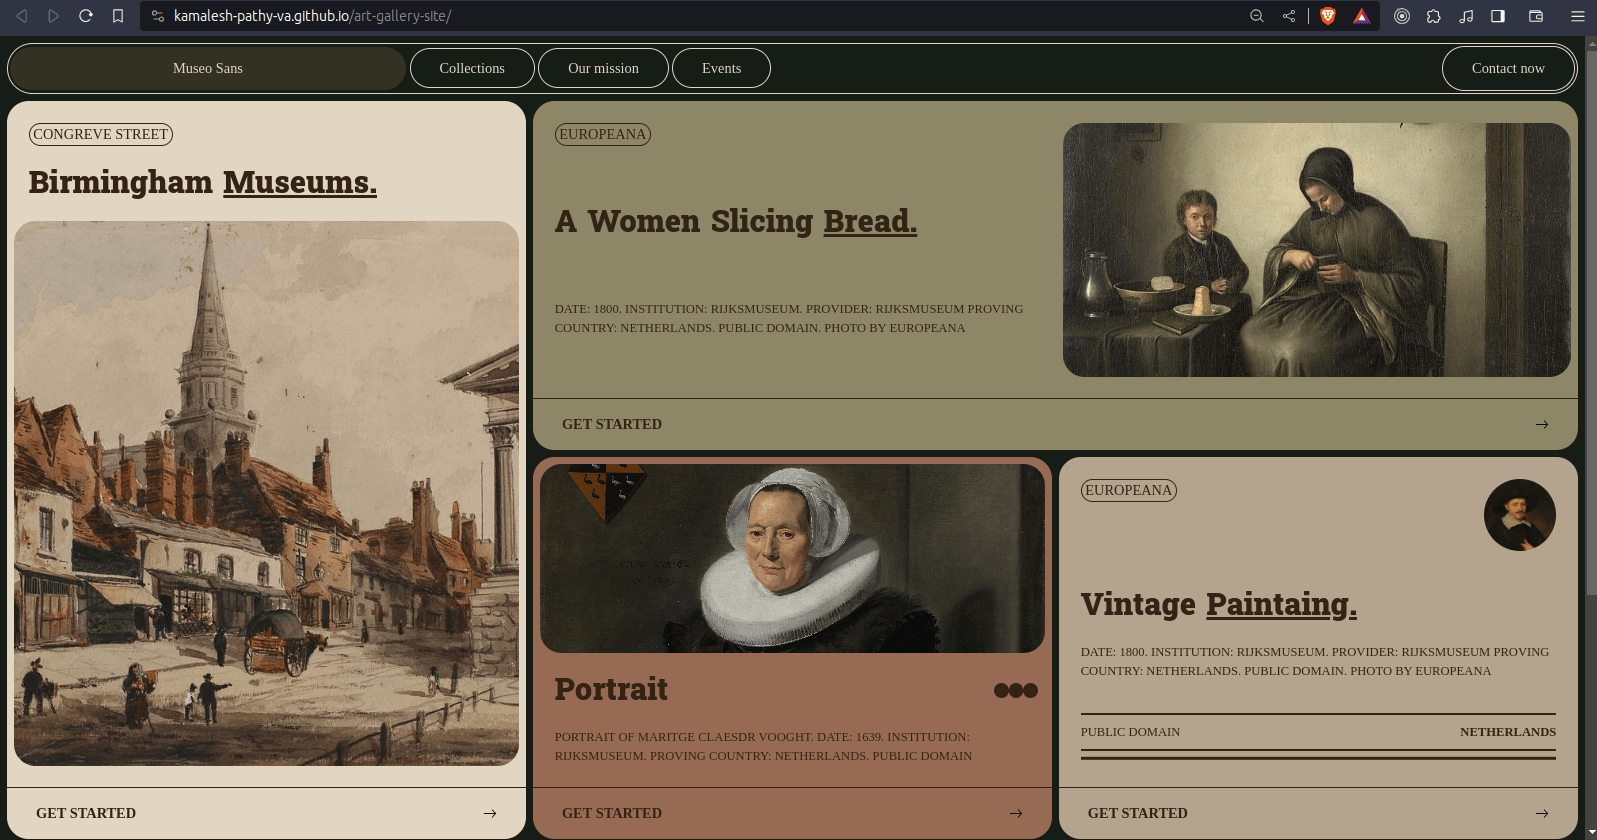 kamalesh-pathy-va.github.io/art-gallery-site/
Museo Sans
Collections
Our mission
Events
Contact now
CONGREVE STREET
Birmingham Museums.
GET STARTED
EUROPEANA
A Women Slicing Bread.
DATE: 1800. INSTITUTION: RIJKSMUSEUM. PROVIDER: RIJKSMUSEUM PROVING
COUNTRY: NETHERLANDS. PUBLIC DOMAIN. PHOTO BY EUROPEANA
GET STARTED
Portrait
PORTRAIT OF MARITGE CLAESDR VOOGHT. DATE: 1639. INSTITUTION:
RIJKSMUSEUM. PROVING COUNTRY: NETHERLANDS. PUBLIC DOMAIN
GET STARTED
EUROPEANA
Vintage Paintaing.
DATE: 1800. INSTITUTION: RIJKSMUSEUM. PROVIDER: RIJKSMUSEUM PROVING
COUNTRY: NETHERLANDS. PUBLIC DOMAIN. PHOTO BY EUROPEANA
PUBLIC DOMAIN
NETHERLANDS
GET STARTED